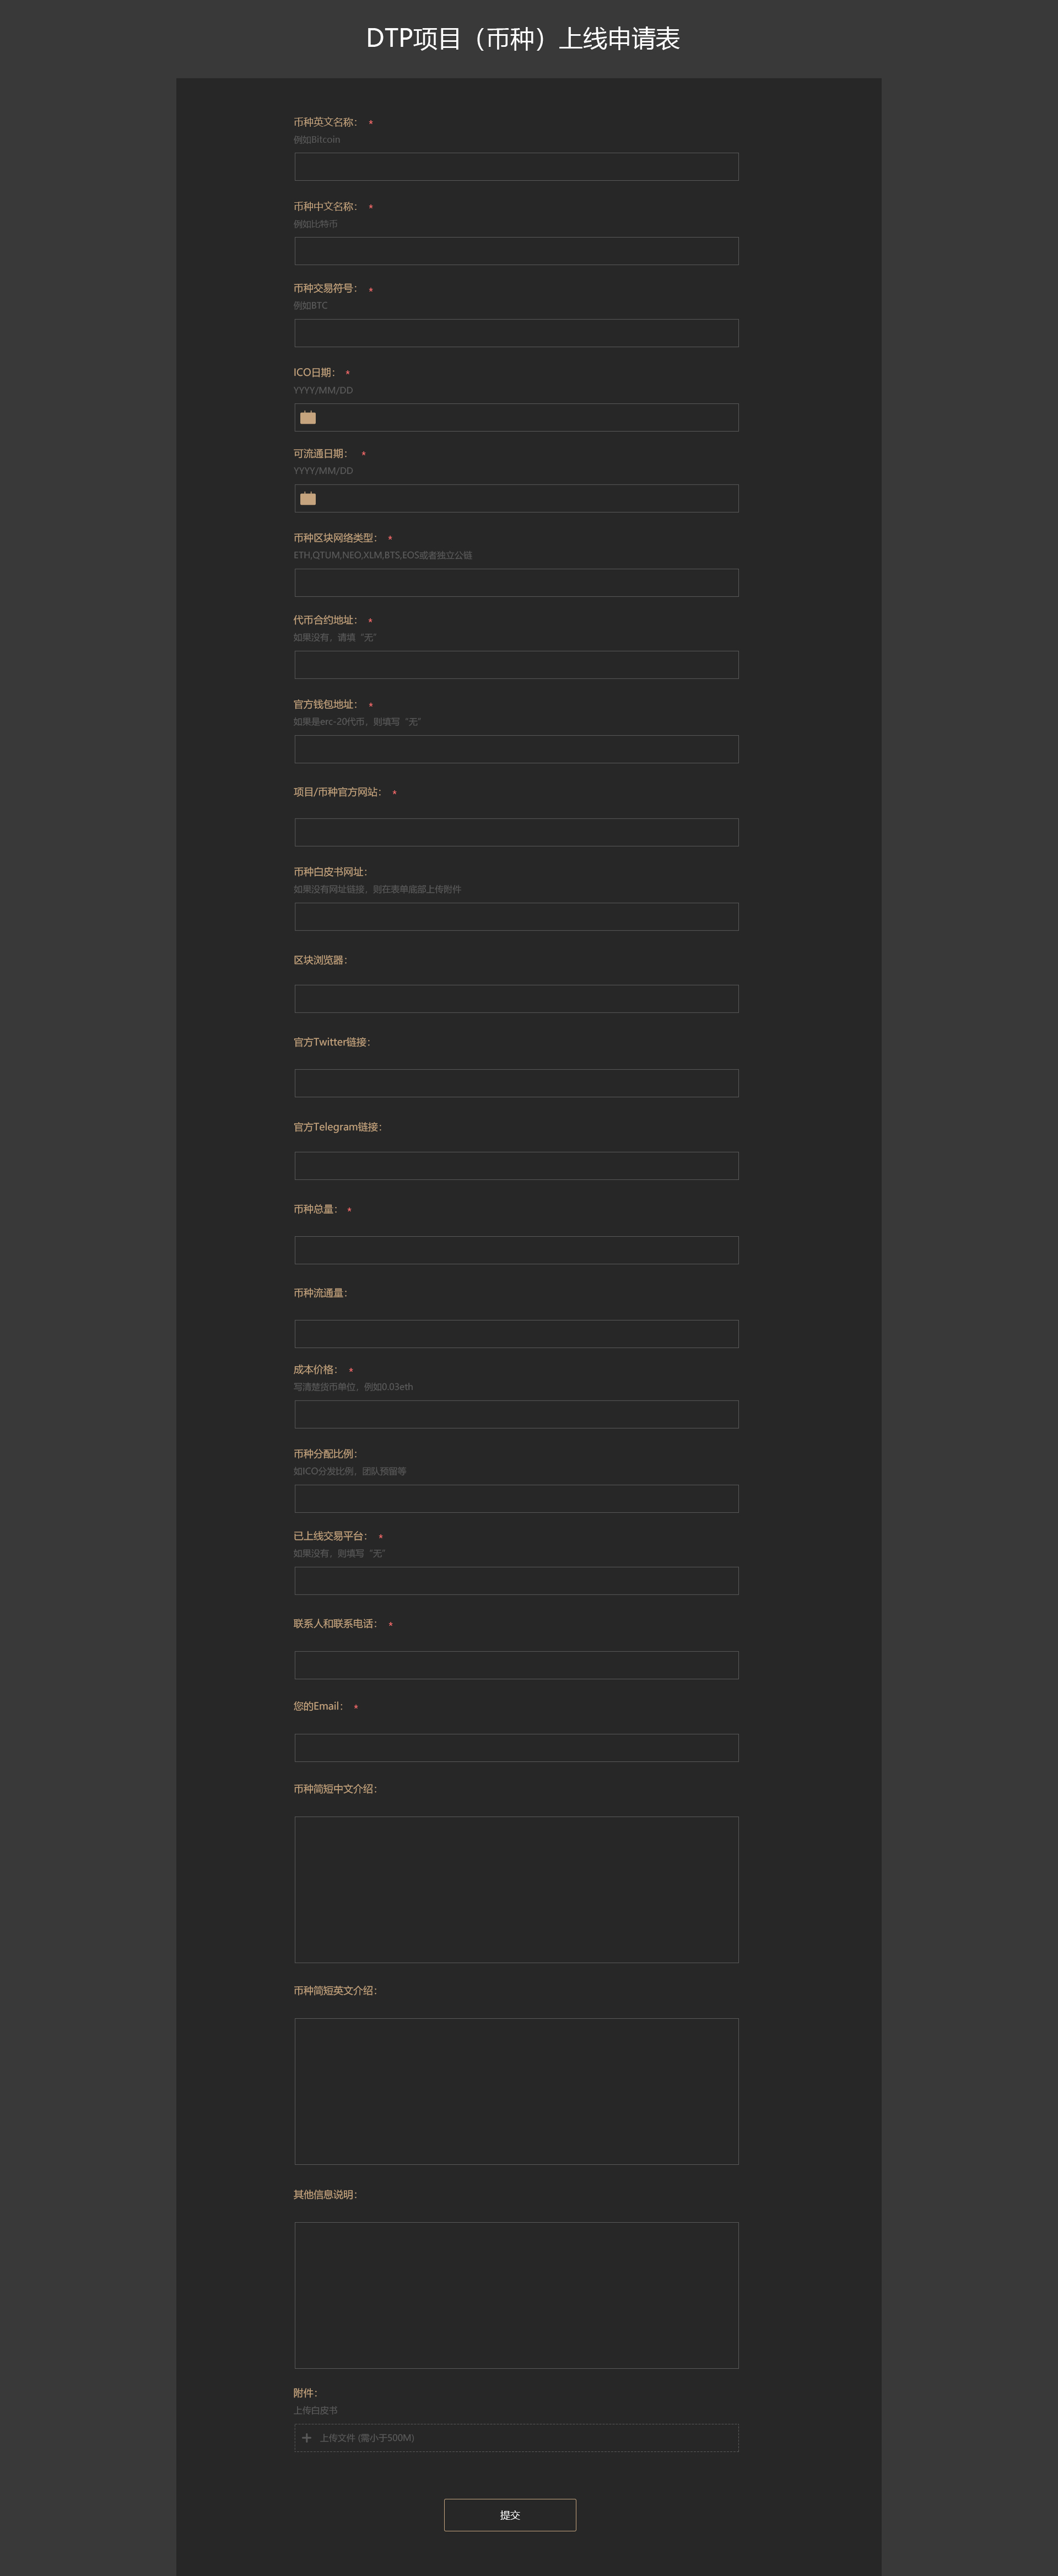 DTP项目（币种）上线申请表
币种英文名称： *
例如Bitcoin
币种中文名称： *
例如比特币
币种交易符号： *
例如BTC
ICO日期： *
YYYY/MM/DD
可流通日期： *
YYYY/MM/DD
币种区块网络类型： *
ETH,QTUM,NEO,XLM,BTS,EOS或者独立公链
代币合约地址： *
如果没有，请填“无”
官方钱包地址： *
如果是erc-20代币，则填写“无”
项目/币种官方网站： *
币种白皮书网址：
如果没有网址链接，则在表单底部上传附件
区块浏览器：
官方Twitter链接：
官方Telegram链接：
币种总量： *
币种流通量：
成本价格： *
写清楚货币单位，例如0.03eth
币种分配比例：
如ICO分发比例，团队预留等
已上线交易平台： *
如果没有，则填写“无”
联系人和联系电话： *
您的Email： *
币种简短中文介绍：
币种简短英文介绍：
其他信息说明：
附件：
上传白皮书
+ 上传文件 (需小于500M)
提交